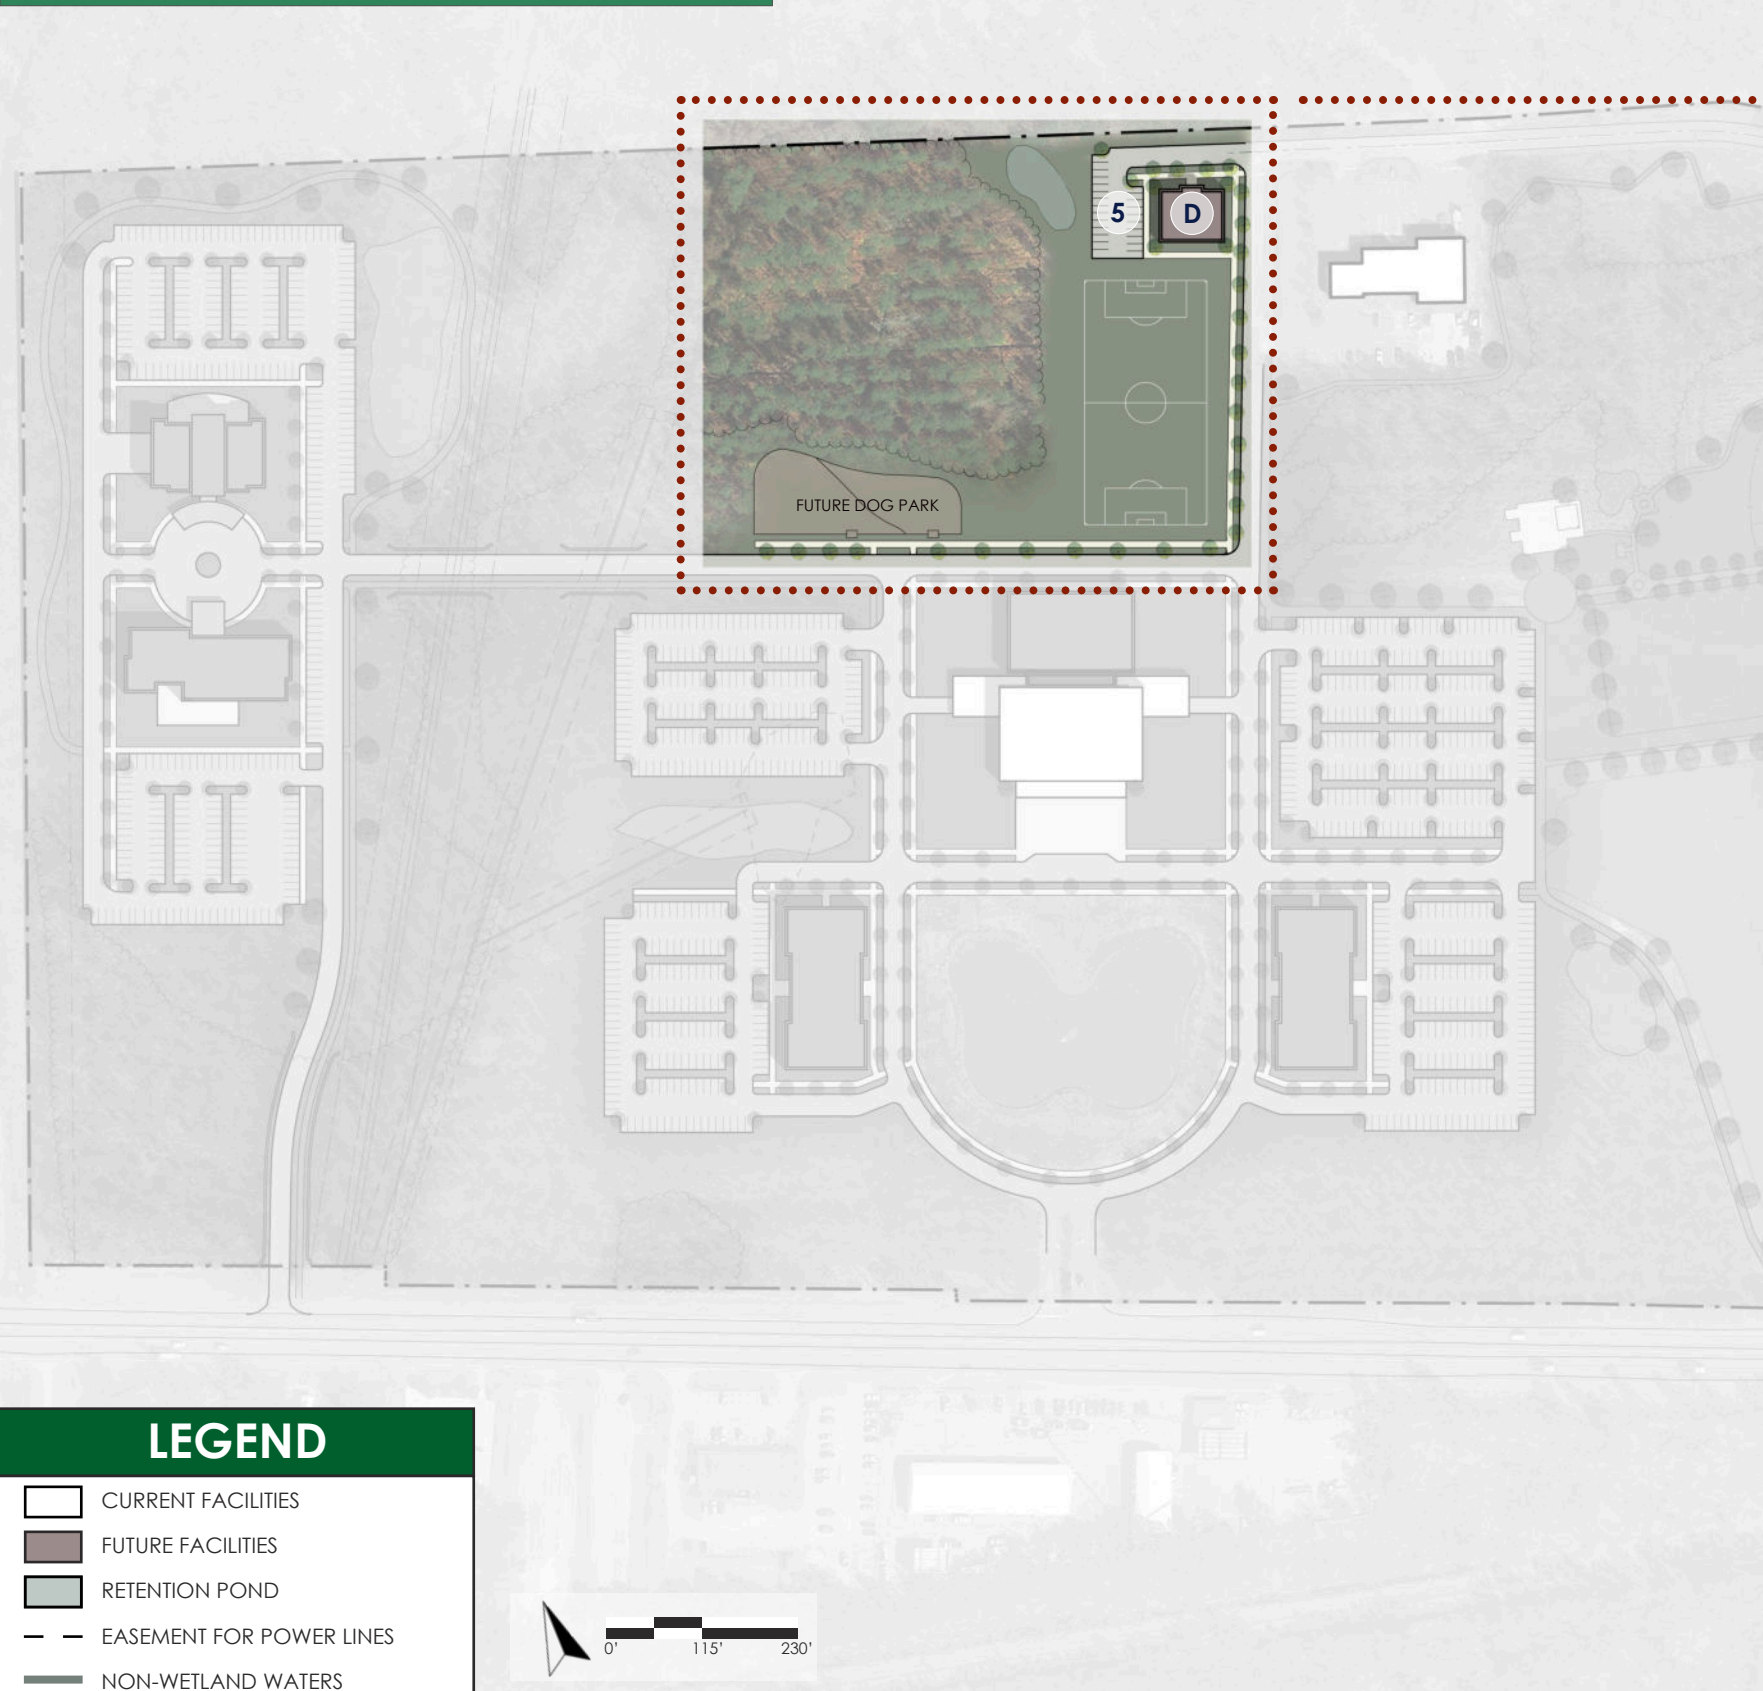 5
D
FUTURE DOG PARK
LEGEND
CURRENT FACILITIES
FUTURE FACILITIES
RETENTION POND
EASEMENT FOR POWER LINES
NON-WETLAND WATERS
0' 115' 230'